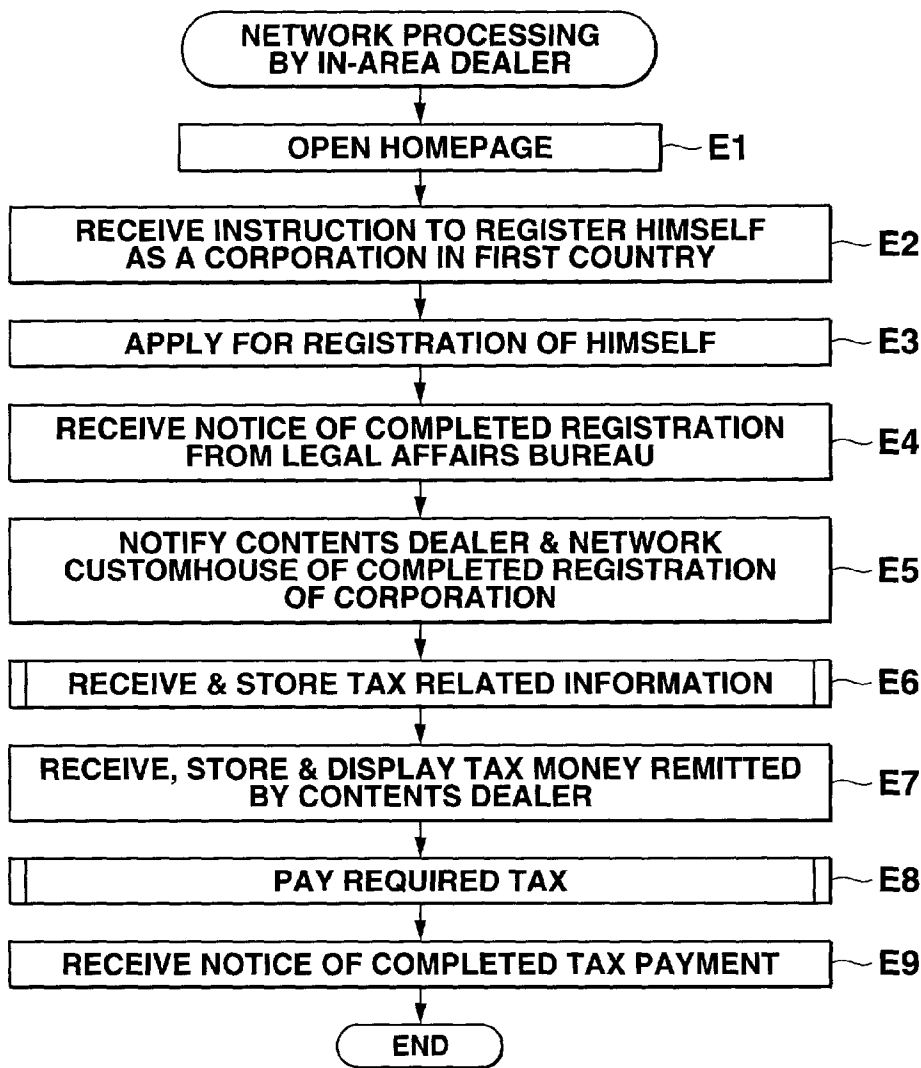 NETWORK PROCESSING
BY IN-AREA DEALER
OPEN HOMEPAGE
E1
RECEIVE INSTRUCTION TO REGISTER HIMSELF
AS A CORPORATION IN FIRST COUNTRY
E2
APPLY FOR REGISTRATION OF HIMSELF
E3
RECEIVE NOTICE OF COMPLETED REGISTRATION
FROM LEGAL AFFAIRS BUREAU
E4
NOTIFY CONTENTS DEALER & NETWORK
CUSTOMHOUSE OF COMPLETED REGISTRATION
OF CORPORATION
E5
RECEIVE & STORE TAX RELATED INFORMATION
E6
RECEIVE, STORE & DISPLAY TAX MONEY REMITTED
BY CONTENTS DEALER
E7
PAY REQUIRED TAX
E8
RECEIVE NOTICE OF COMPLETED TAX PAYMENT
E9
END